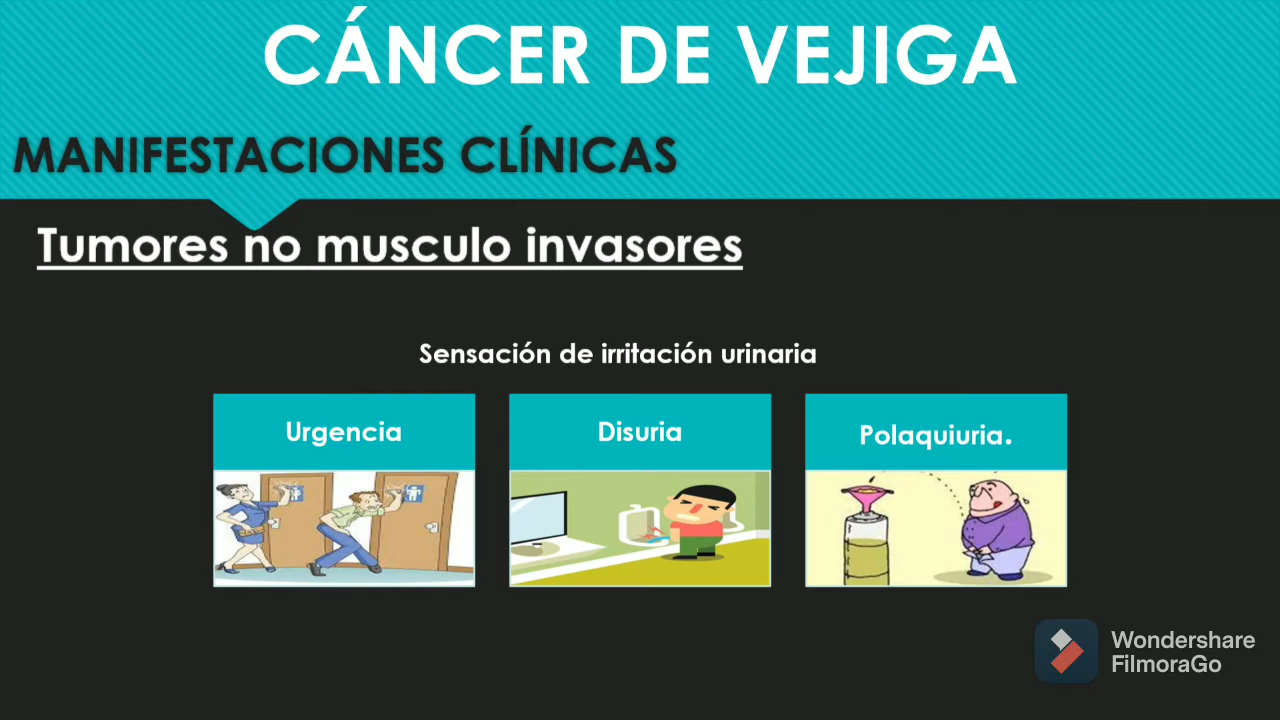 CÁNCER DE VEJIGA
MANIFESTACIONES CLÍNICAS
Tumores no musculo invasores
Sensación de irritación urinaria
Urgencia
Disuria
Polaquiuria.
Wondershare
FilmoraGo